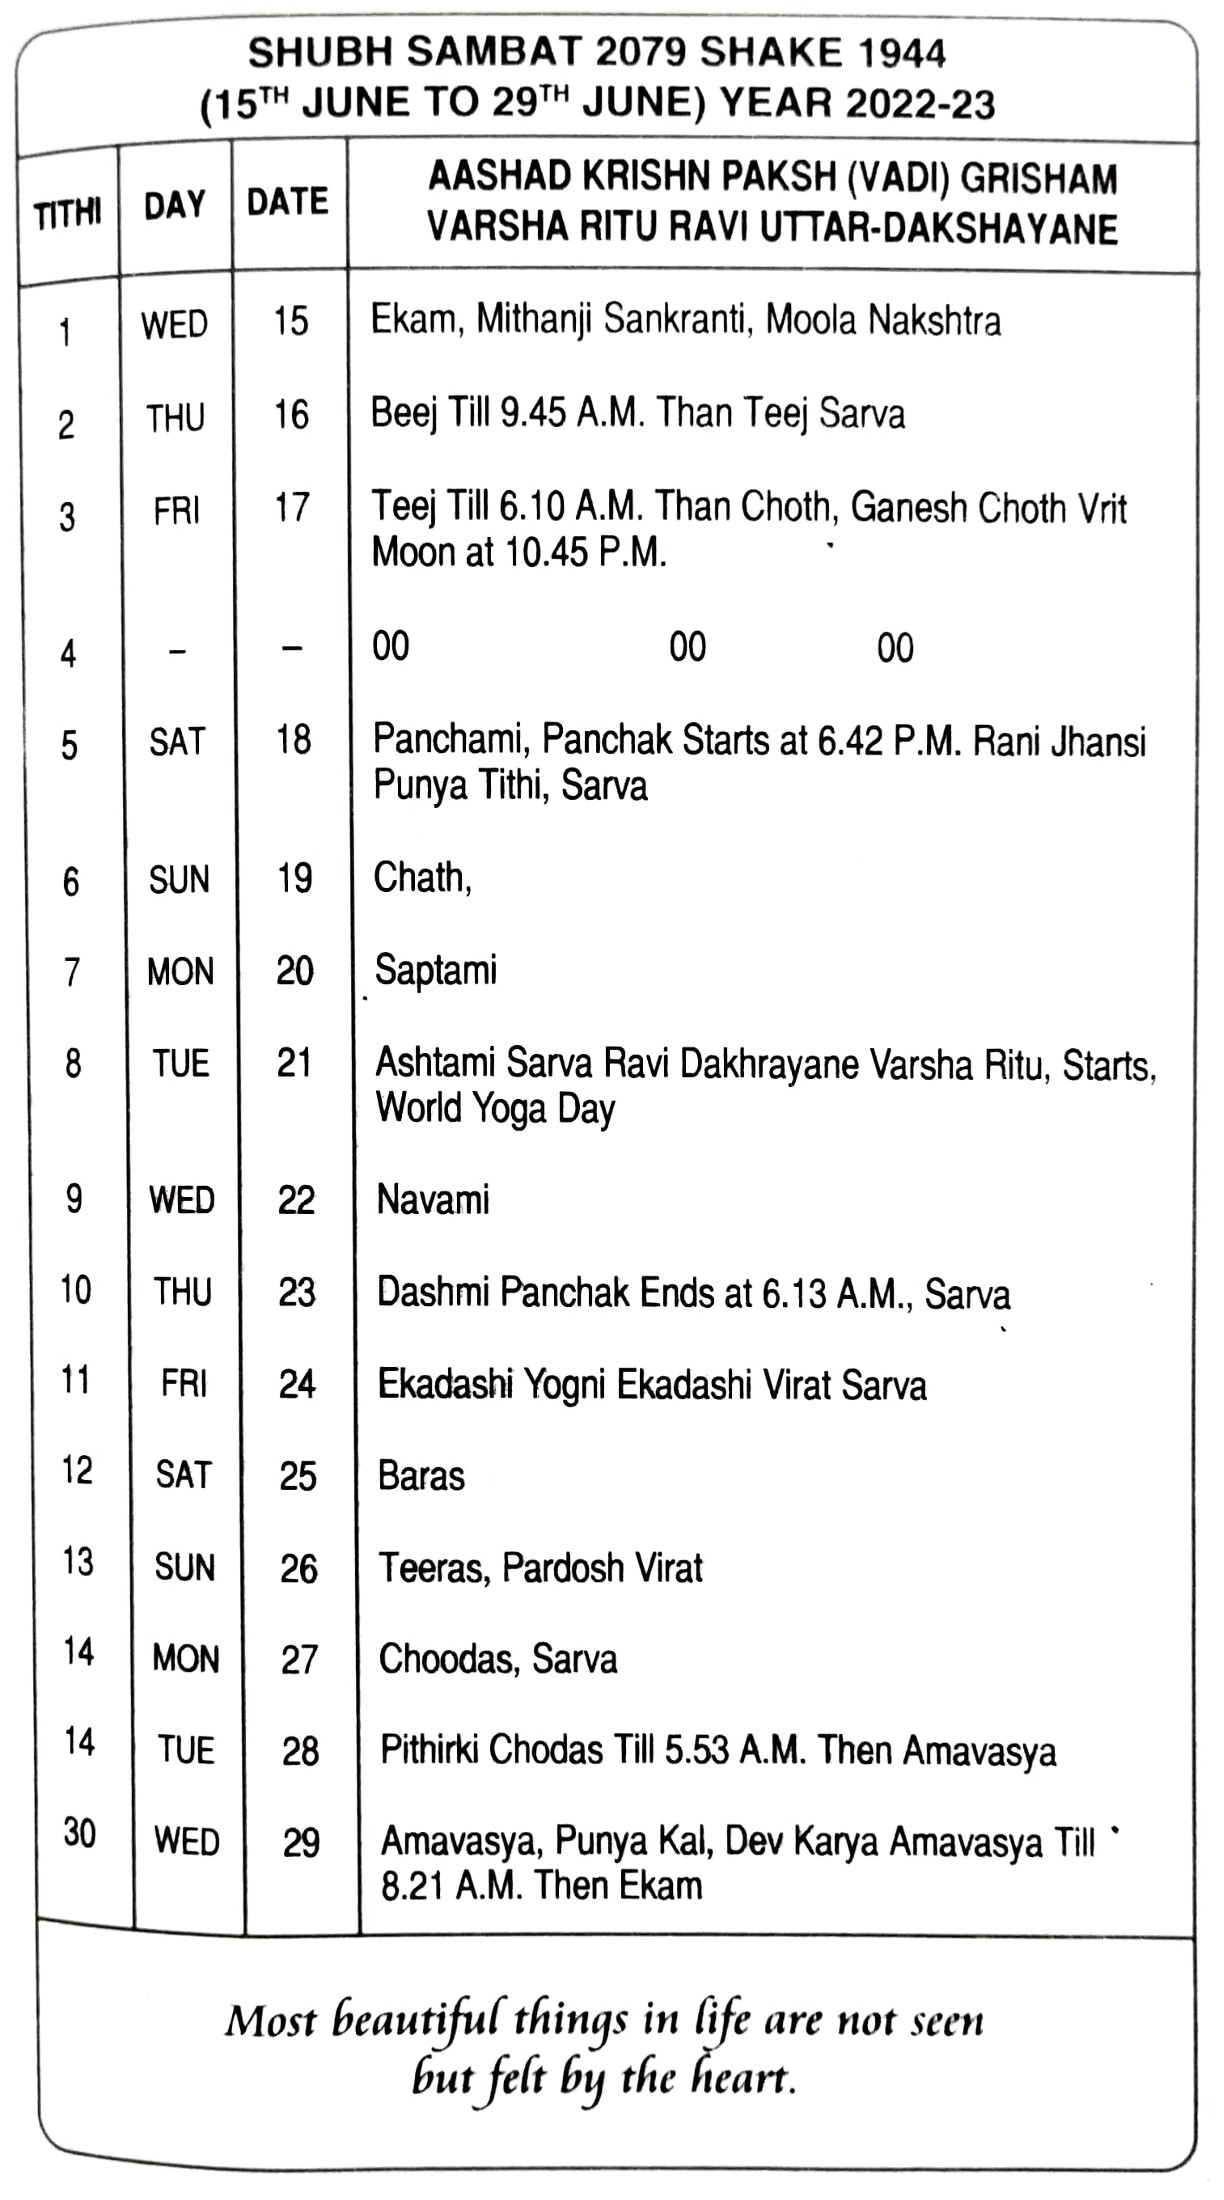 SHUBH SAMBAT 2079 SHAKE 1944
(15TH JUNE TO 29TH JUNE) YEAR 2022-23
TITHI DAY DATE AASHAD KRISHN PAKSH (VADI) GRISHAM
VARSHA RITU RAVI UTTAR-DAKSHAYANE
1 WED 15 Ekam, Mithanji Sankranti, Moola Nakshtra
2 THU 16 Beej Till 9.45 A.M. Than Teej Sarva
3 FRI 17 Teej Till 6.10 A.M. Than Choth, Ganesh Choth Vrit
Moon at 10.45 P.M.
4 – – 00 00 00
5 SAT 18 Panchami, Panchak Starts at 6.42 P.M. Rani Jhansi
Punya Tithi, Sarva
6 SUN 19 Chath,
7 MON 20 Saptami
8 TUE 21 Ashtami Sarva Ravi Dakhrayane Varsha Ritu, Starts,
World Yoga Day
9 WED 22 Navami
10 THU 23 Dashmi Panchak Ends at 6.13 A.M., Sarva
11 FRI 24 Ekadashi Yogni Ekadashi Virat Sarva
12 SAT 25 Baras
13 SUN 26 Teeras, Pardosh Virat
14 MON 27 Choodas, Sarva
14 TUE 28 Pithirki Chodas Till 5.53 A.M. Then Amavasya
30 WED 29 Amavasya, Punya Kal, Dev Karya Amavasya Till
8.21 A.M. Then Ekam
Most beautiful things in life are not seen
but felt by the heart.